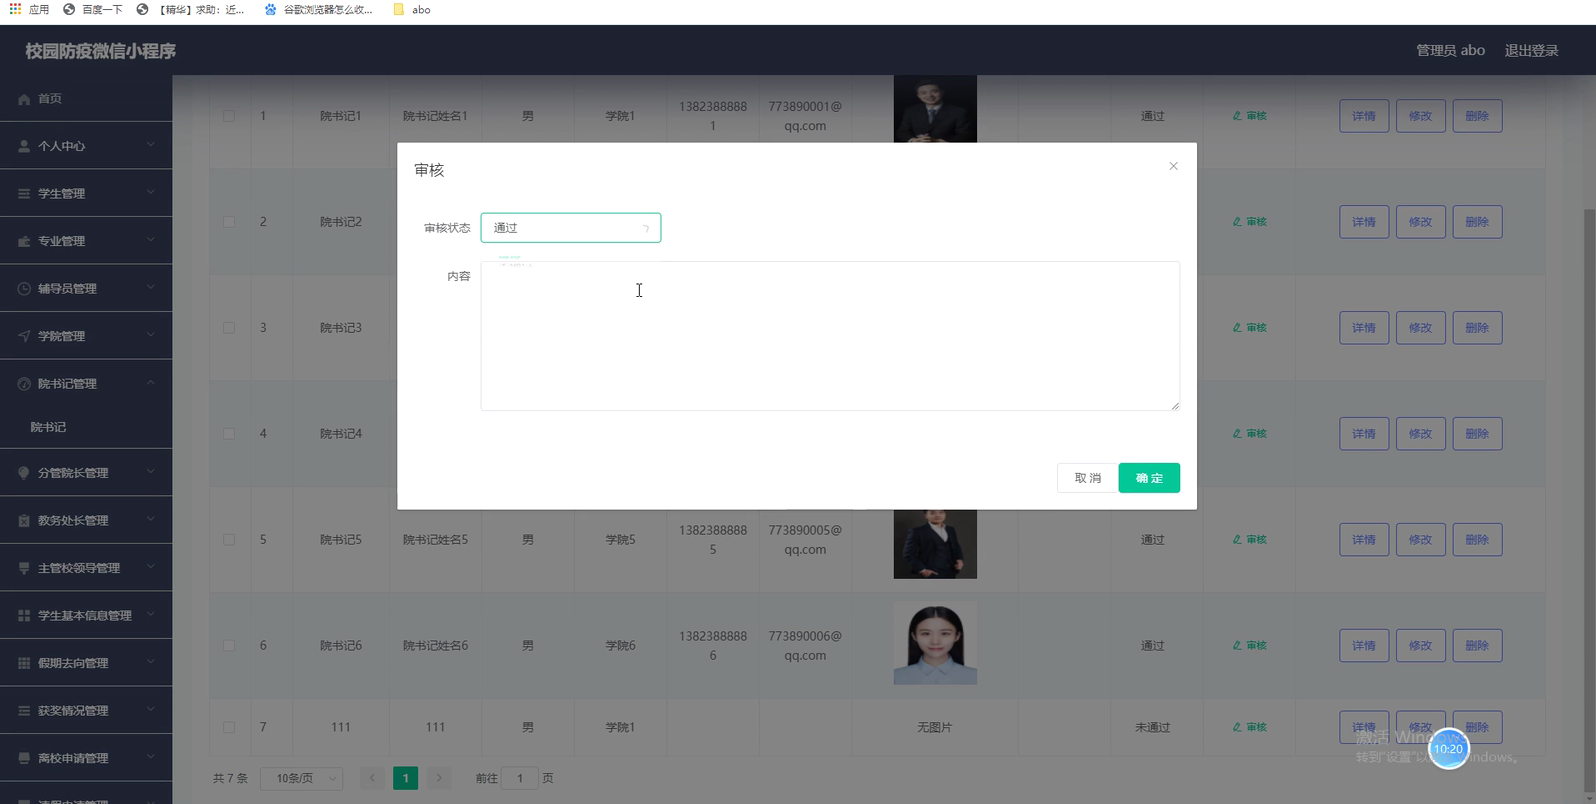 应用 百度一下 【精华】求助：近... 谷歌浏览器怎么收... abo
校园防疫微信小程序 管理员 abo 退出登录
首页
个人中心
学生管理
专业管理
辅导员管理
学院管理
院书记管理
院书记
分管院长管理
教务处长管理
主管校领导管理
学生基本信息管理
假期去向管理
获奖情况管理
离校申请管理
1 院书记1 院书记姓名1 男 学院1 13823888881 773890001@qq.com 通过 审核 详情 修改 删除
审核
审核状态 通过
内容
取消 确定
2 院书记2 审核 详情 修改 删除
3 院书记3 审核 详情 修改 删除
4 院书记4 审核 详情 修改 删除
5 院书记5 院书记姓名5 男 学院5 13823888885 773890005@qq.com 通过 审核 详情 修改 删除
6 院书记6 院书记姓名6 男 学院6 13823888886 773890006@qq.com 通过 审核 详情 修改 删除
7 111 111 男 学院1 无图片 未通过 审核 详情 修改 删除
共 7 条 10条/页 1 前往 1 页
激活 Windows
10:20